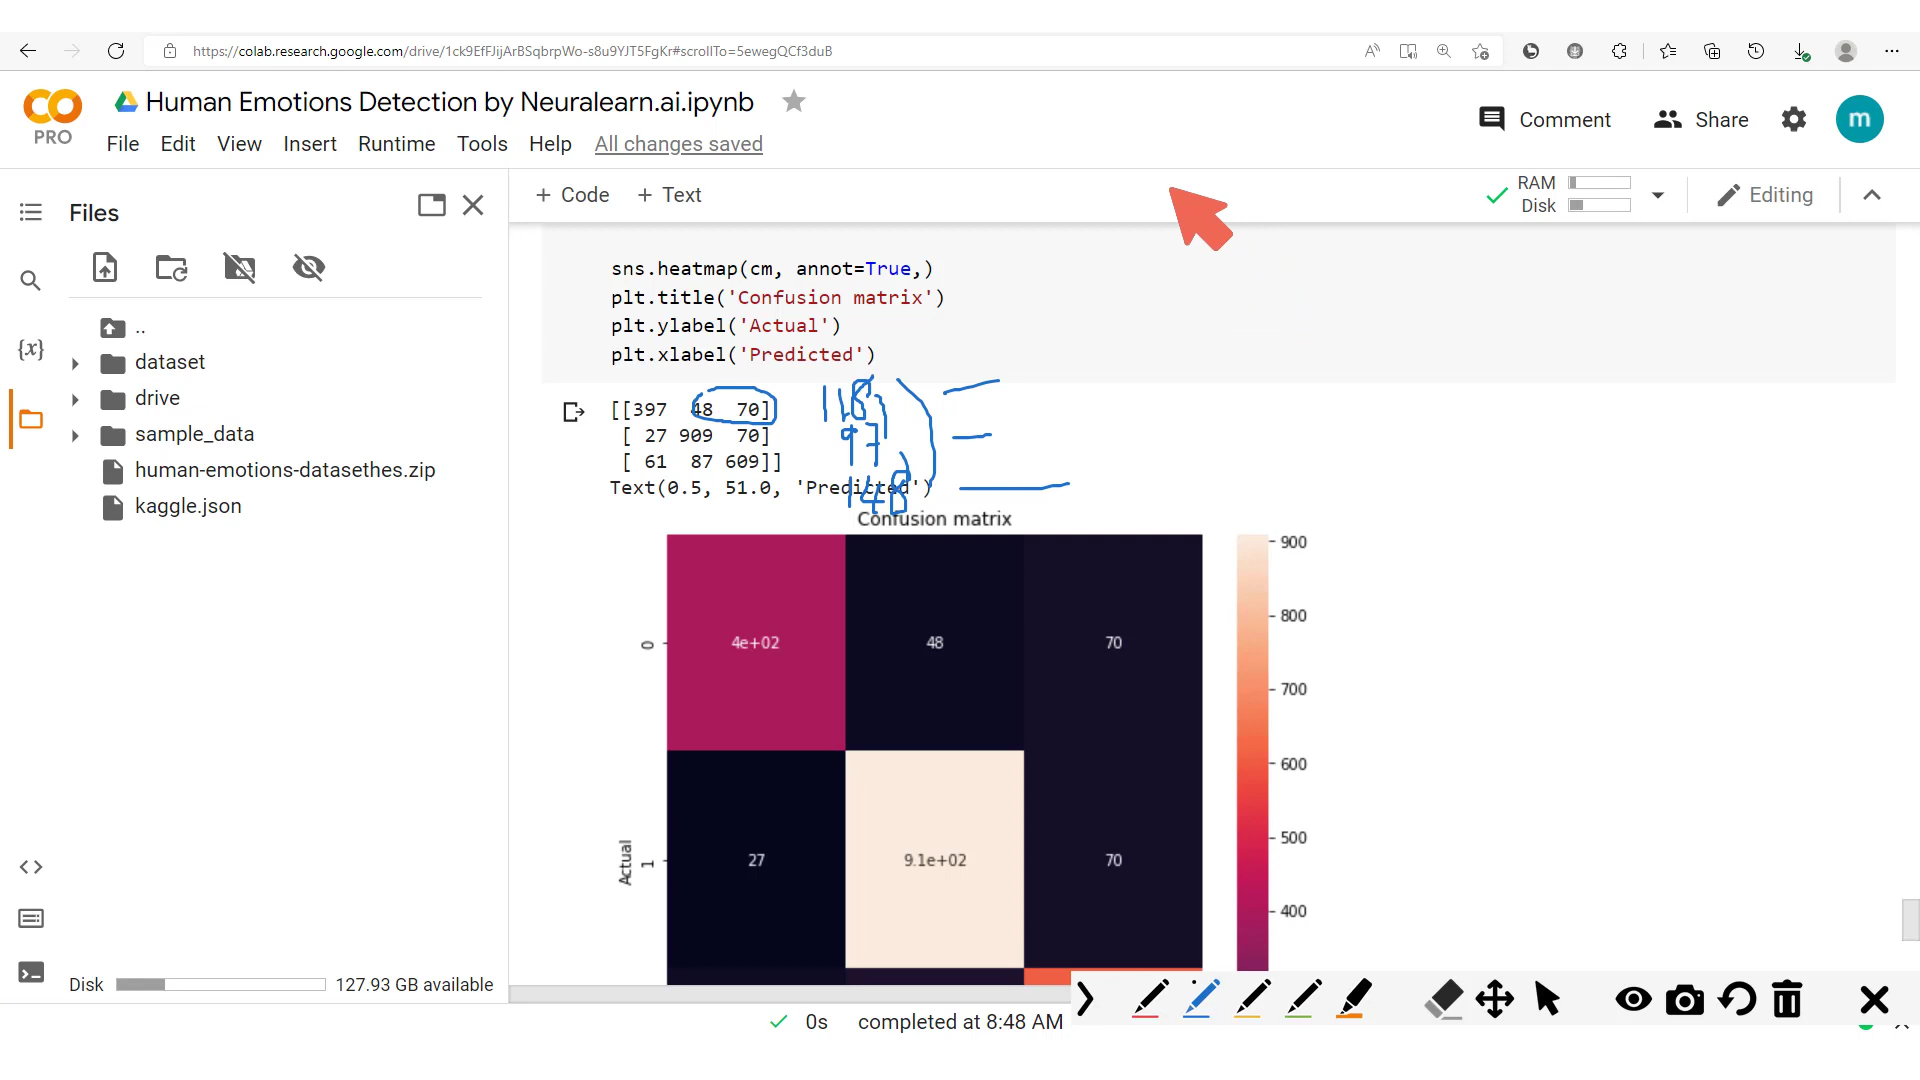 https://colab.research.google.com/drive/1ck9EfFJijArBSqbrpWo-s8u9YJT5FgKr#scrollTo=5ewegQCf3duB
PRO
Human Emotions Detection by Neuralearn.ai.ipynb
File Edit View Insert Runtime Tools Help All changes saved
Comment Share m
Files
+ Code + Text
RAM
Disk
Editing
{x}
..
dataset
drive
sample_data
human-emotions-datasethes.zip
kaggle.json
sns.heatmap(cm, annot=True,)
plt.title('Confusion matrix')
plt.ylabel('Actual')
plt.xlabel('Predicted')
[[397 48 70] 118
[ 27 909 70] 97
[ 61 87 609]] 148
Text(0.5, 51.0, 'Predicted')
Confusion matrix
900
800
700
600
500
400
0 4e+02 48 70
1 27 9.1e+02 70
Actual
Disk 127.93 GB available
0s completed at 8:48 AM